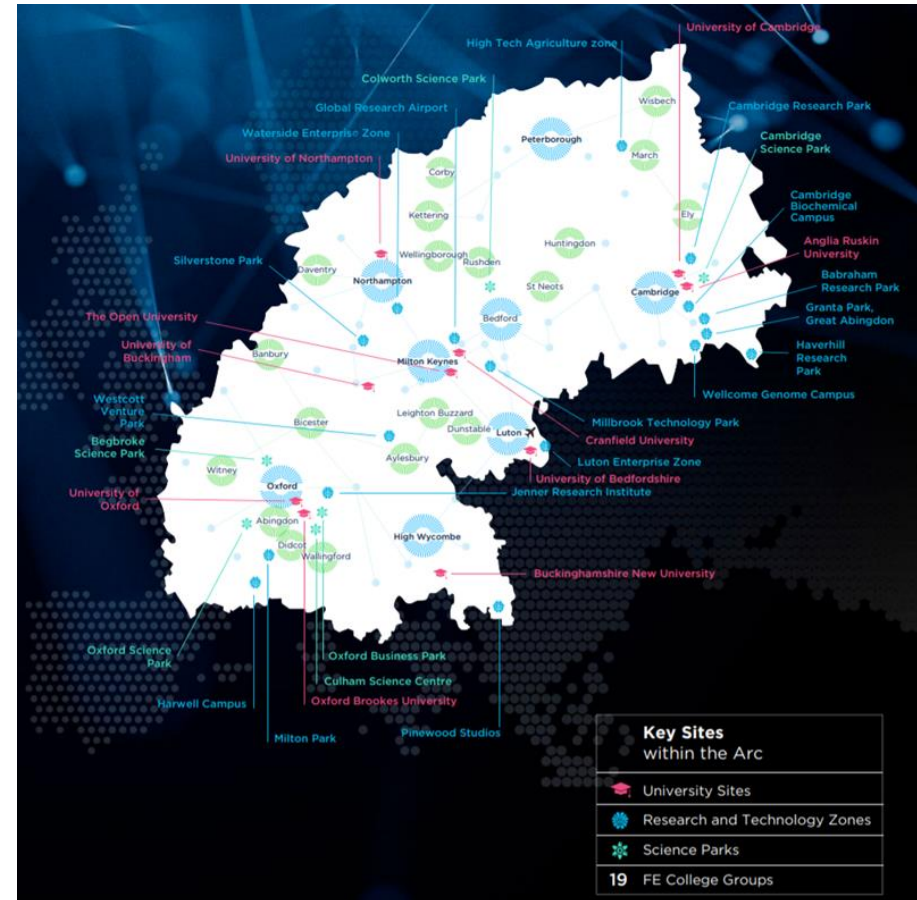 University of Cambridge
High Tech Agriculture zone
Colworth Science Park
Global Research Airport
Waterside Enterprise Zone
University of Northampton
Wisbech
Cambridge Research Park
Peterborough
Cambridge
Science Park
March
Corby
Cambridge
Biochemical
Campus
Kettering
Ely
Anglia Ruskin
University
Huntingdon
Wellingborough
Rushden
Silverstone Park
Daventry
Northampton
St Neots
Cambridge
Babraham
Research Park
Granta Park,
Great Abingdon
The Open University
Bedford
University of
Buckingham
Banbury
Milton Keynes
Haverhill
Research
Park
Wellcome Genome Campus
Westcott
Venture
Park
Leighton Buzzard
Bicester
Dunstable
Luton
Millbrook Technology Park
Cranfield University
Begbroke
Science Park
Aylesbury
Luton Enterprise Zone
Witney
University of Bedfordshire
Oxford
Jenner Research Institute
University of
Oxford
Abingdon
High Wycombe
Didcot
Wallingford
Buckinghamshire New University
Oxford Science
Park
Oxford Business Park
Culham Science Centre
Harwell Campus
Oxford Brookes University
Milton Park
Pinewood Studios
Key Sites
within the Arc
University Sites
Research and Technology Zones
Science Parks
19 FE College Groups